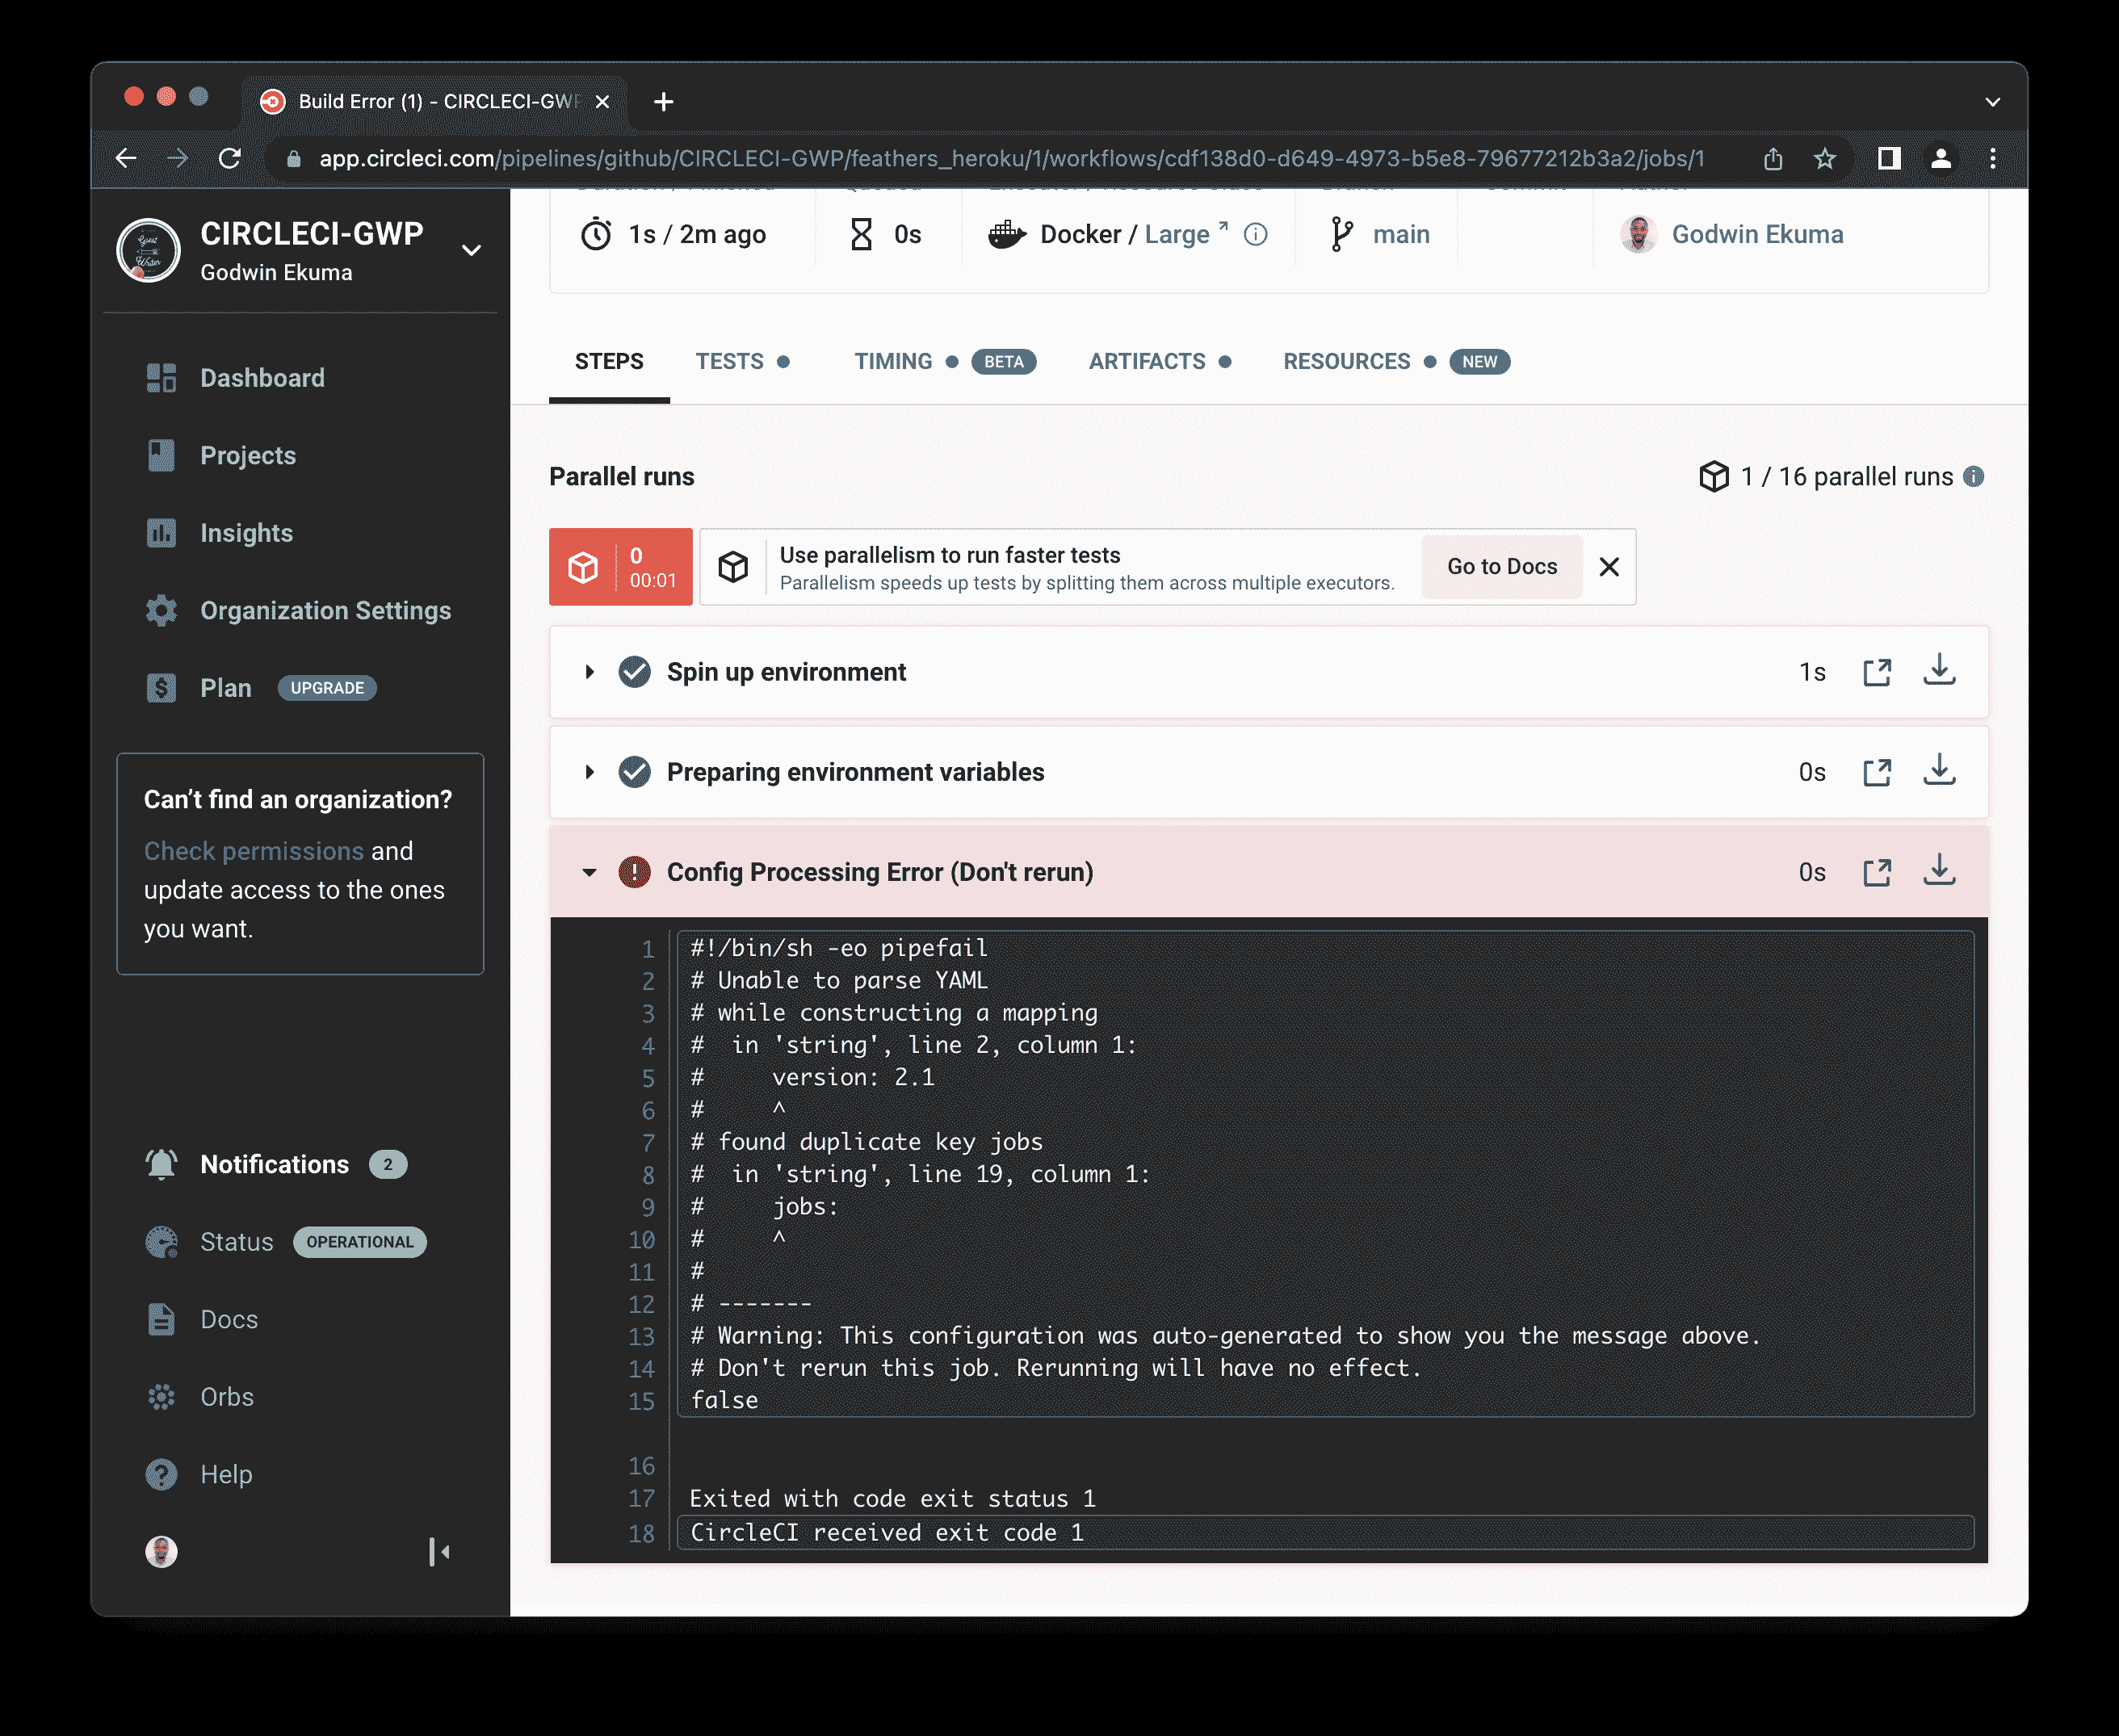 Build Error (1) - CIRCLECI-GWP
app.circleci.com/pipelines/github/CIRCLECI-GWP/feathers_heroku/1/workflows/cdf138d0-d649-4973-b5e8-79677212b3a2/jobs/1
CIRCLECI-GWP
Godwin Ekuma
Dashboard
Projects
Insights
Organization Settings
Plan UPGRADE
Can't find an organization?
Check permissions and
update access to the ones
you want.
Notifications 2
Status OPERATIONAL
Docs
Orbs
Help
1s / 2m ago
0s
Docker / Large
main
Godwin Ekuma
STEPS TESTS TIMING BETA ARTIFACTS RESOURCES NEW
Parallel runs
1 / 16 parallel runs
0
00:01
Use parallelism to run faster tests
Parallelism speeds up tests by splitting them across multiple executors.
Go to Docs
Spin up environment 1s
Preparing environment variables 0s
Config Processing Error (Don't rerun) 0s
1 #!/bin/sh -eo pipefail
2 # Unable to parse YAML
3 # while constructing a mapping
4 #  in 'string', line 2, column 1:
5 #     version: 2.1
6 #     ^
7 # found duplicate key jobs
8 #  in 'string', line 19, column 1:
9 #     jobs:
10 #     ^
11 #
12 # -------
13 # Warning: This configuration was auto-generated to show you the message above.
14 # Don't rerun this job. Rerunning will have no effect.
15 false
16
17 Exited with code exit status 1
18 CircleCI received exit code 1